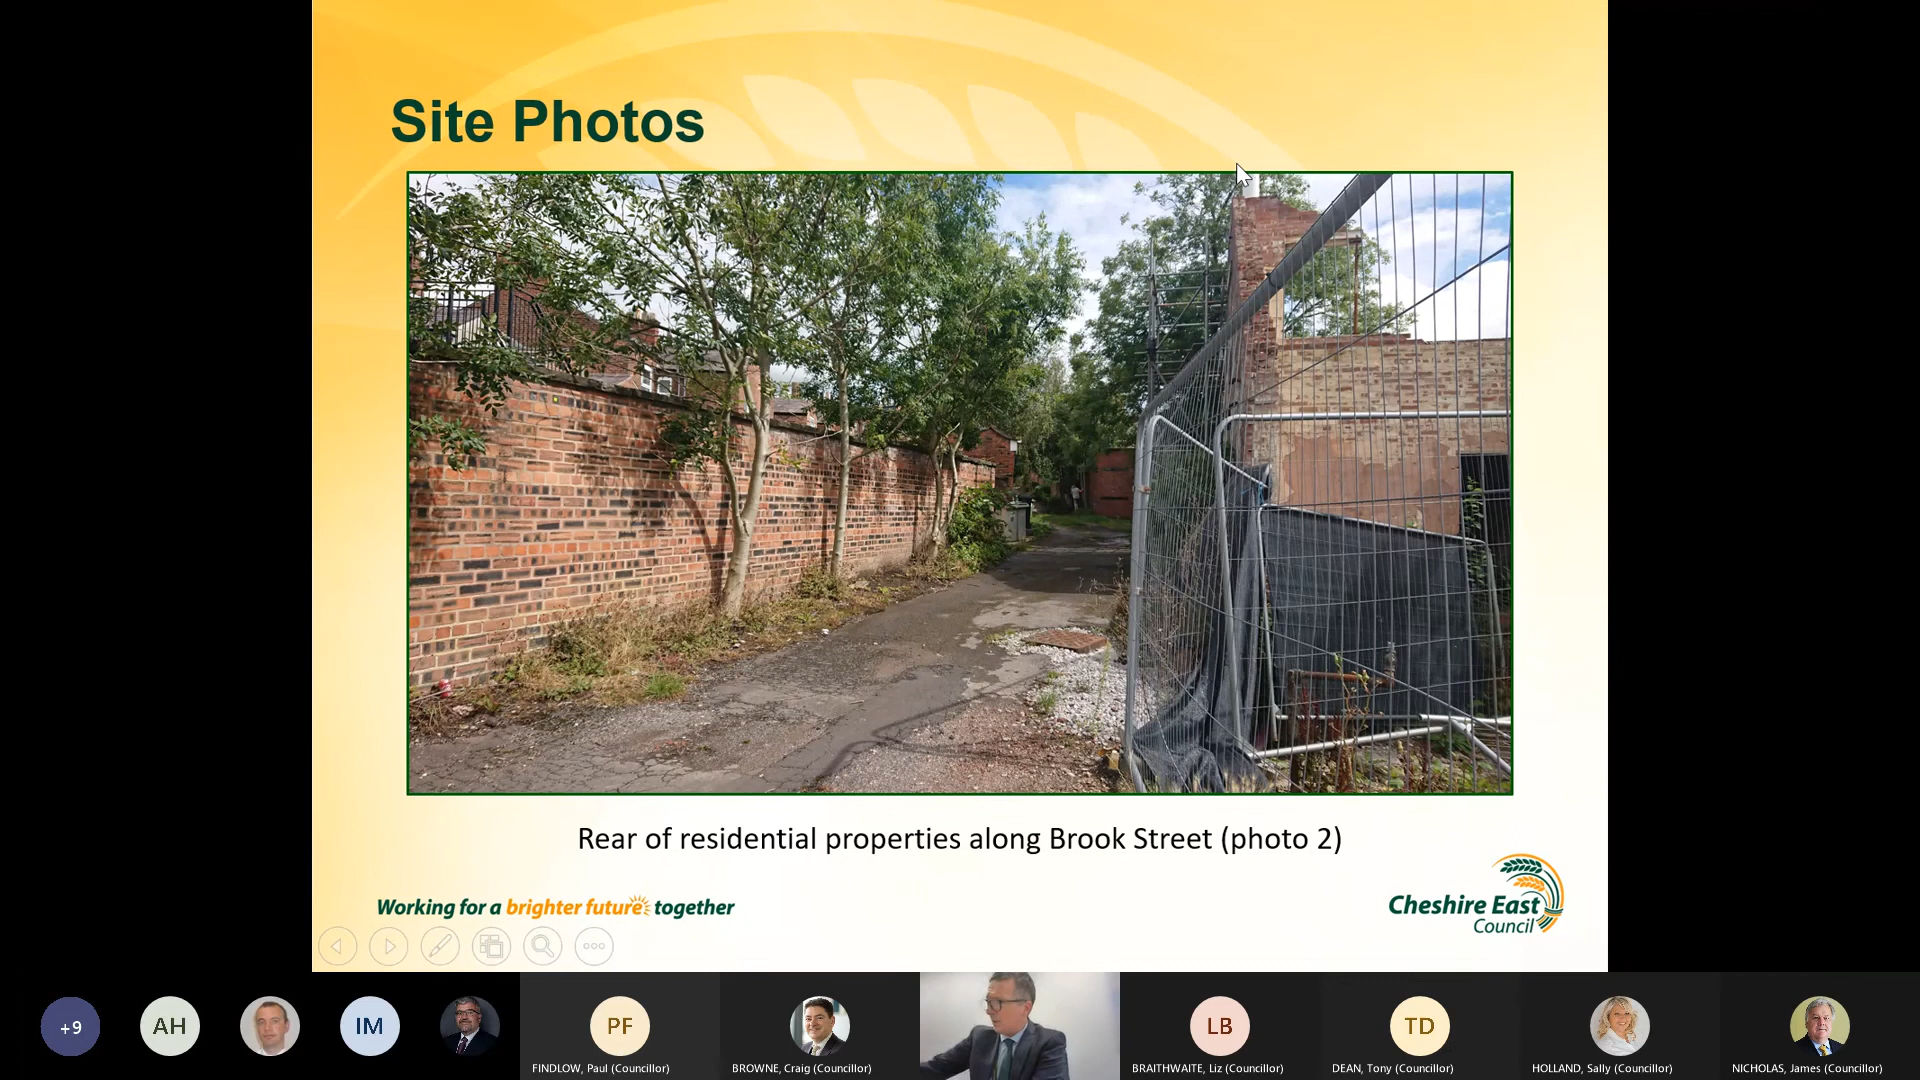 Site Photos
Rear of residential properties along Brook Street (photo 2)
Working for a brighter future together
Cheshire East
Council
+9
AH
IM
PF
LB
TD
FINDLOW, Paul (Councillor)
BROWNE, Craig (Councillor)
BRAITHWAITE, Liz (Councillor)
DEAN, Tony (Councillor)
HOLLAND, Sally (Councillor)
NICHOLAS, James (Councillor)